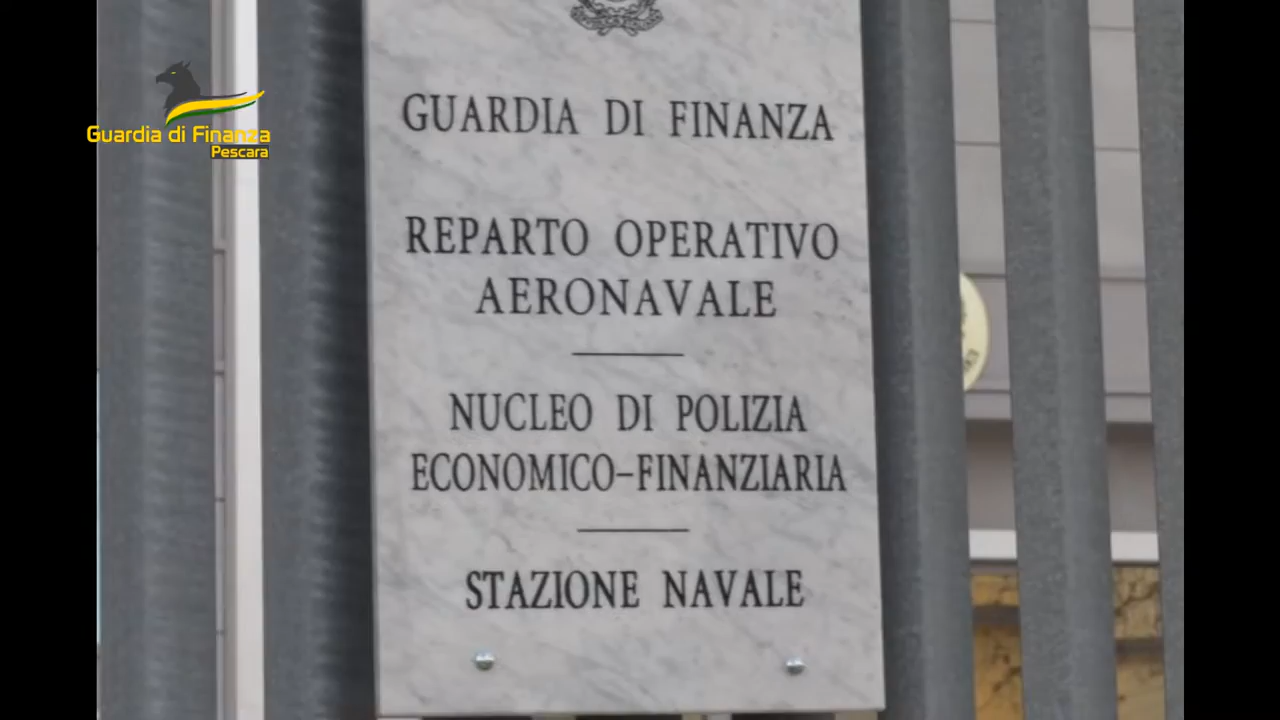 Guardia di Finanza
Pescara
GUARDIA DI FINANZA
REPARTO OPERATIVO
AERONAVALE
NUCLEO DI POLIZIA
ECONOMICO-FINANZIARIA
STAZIONE NAVALE